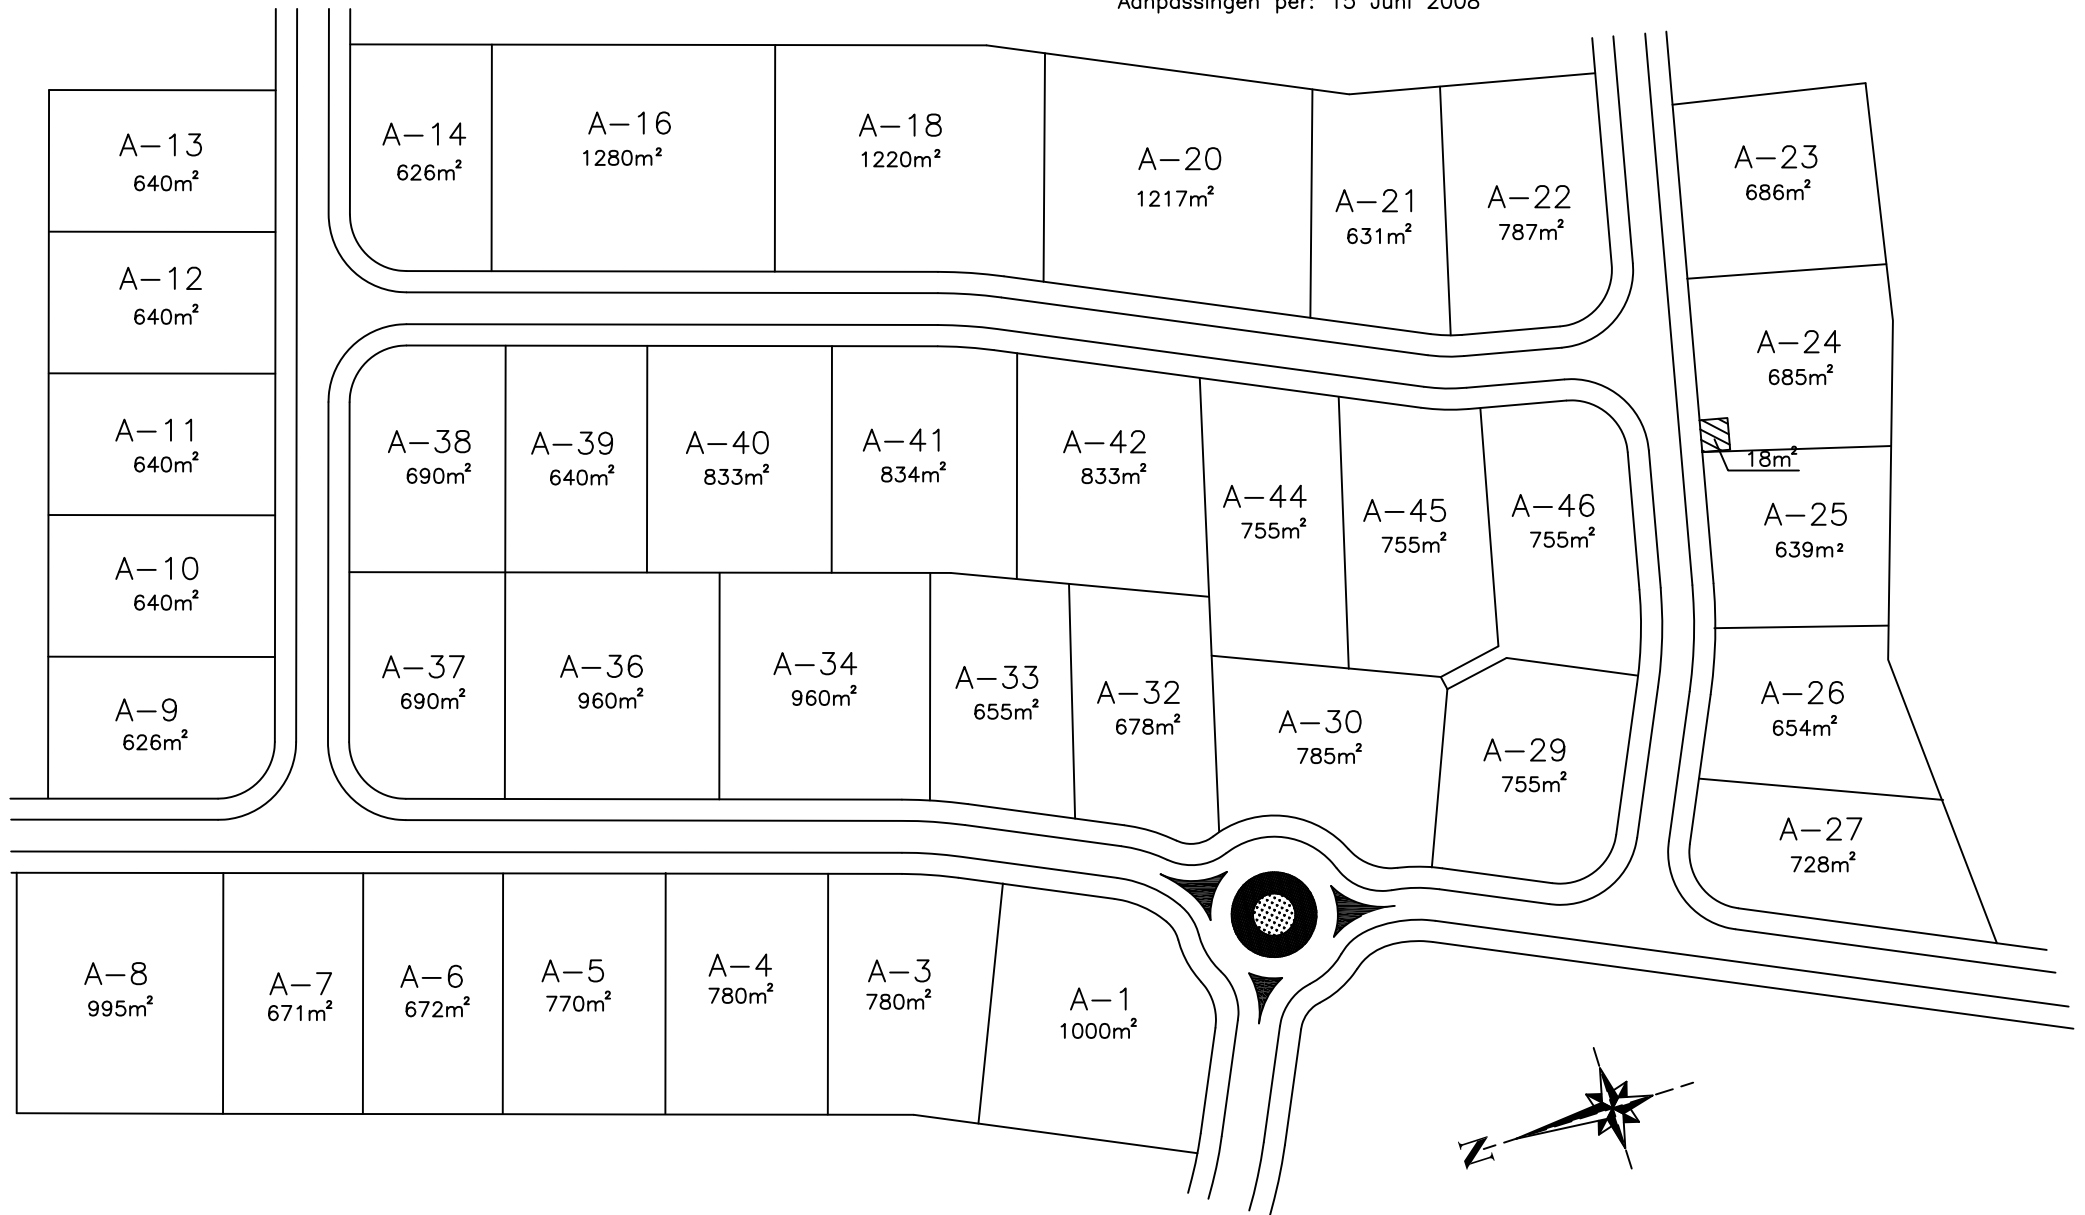 Aanpassingen per: 15 Juni 2008
A-13
640m²
A-14
626m²
A-16
1280m²
A-18
1220m²
A-20
1217m²
A-21
631m²
A-22
787m²
A-23
686m²
A-12
640m²
A-24
685m²
18m²
A-11
640m²
A-38
690m²
A-39
640m²
A-40
833m²
A-41
834m²
A-42
833m²
A-44
755m²
A-45
755m²
A-46
755m²
A-25
639m²
A-10
640m²
A-9
626m²
A-37
690m²
A-36
960m²
A-34
960m²
A-33
655m²
A-32
678m²
A-30
785m²
A-29
755m²
A-26
654m²
A-27
728m²
A-8
995m²
A-7
671m²
A-6
672m²
A-5
770m²
A-4
780m²
A-3
780m²
A-1
1000m²
N